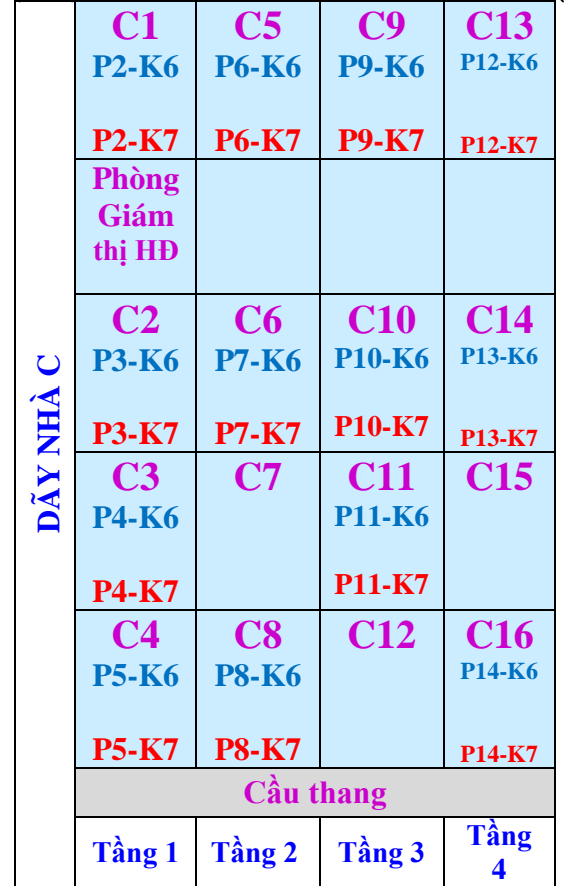 DÃY NHÀ C
C1
P2-K6
P2-K7
C5
P6-K6
P6-K7
C9
P9-K6
P9-K7
C13
P12-K6
P12-K7
Phòng
Giám
thị HĐ
C2
P3-K6
P3-K7
C6
P7-K6
P7-K7
C10
P10-K6
P10-K7
C14
P13-K6
P13-K7
C3
P4-K6
P4-K7
C7
C11
P11-K6
P11-K7
C15
C4
P5-K6
P5-K7
C8
P8-K6
P8-K7
C12
C16
P14-K6
P14-K7
Cầu thang
Tầng 1
Tầng 2
Tầng 3
Tầng
4